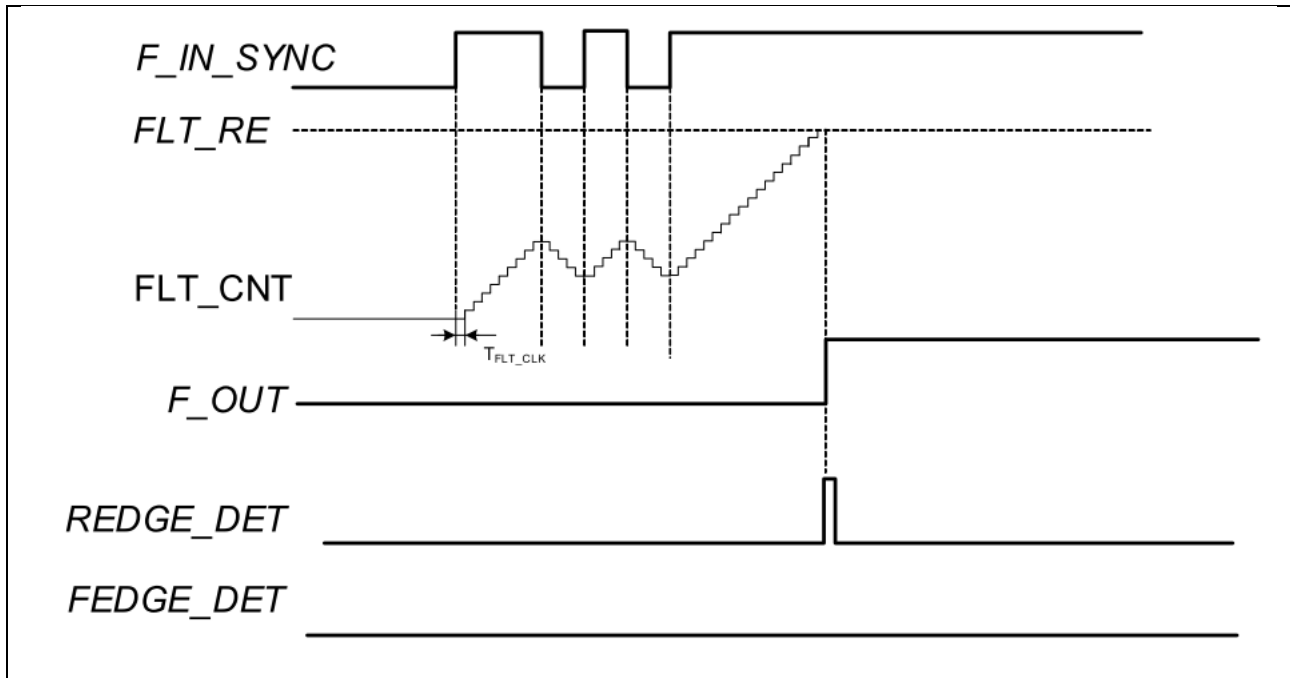 F_IN_SYNC
FLT_RE
FLT_CNT
TFLT_CLK
F_OUT
REDGE_DET
FEDGE_DET